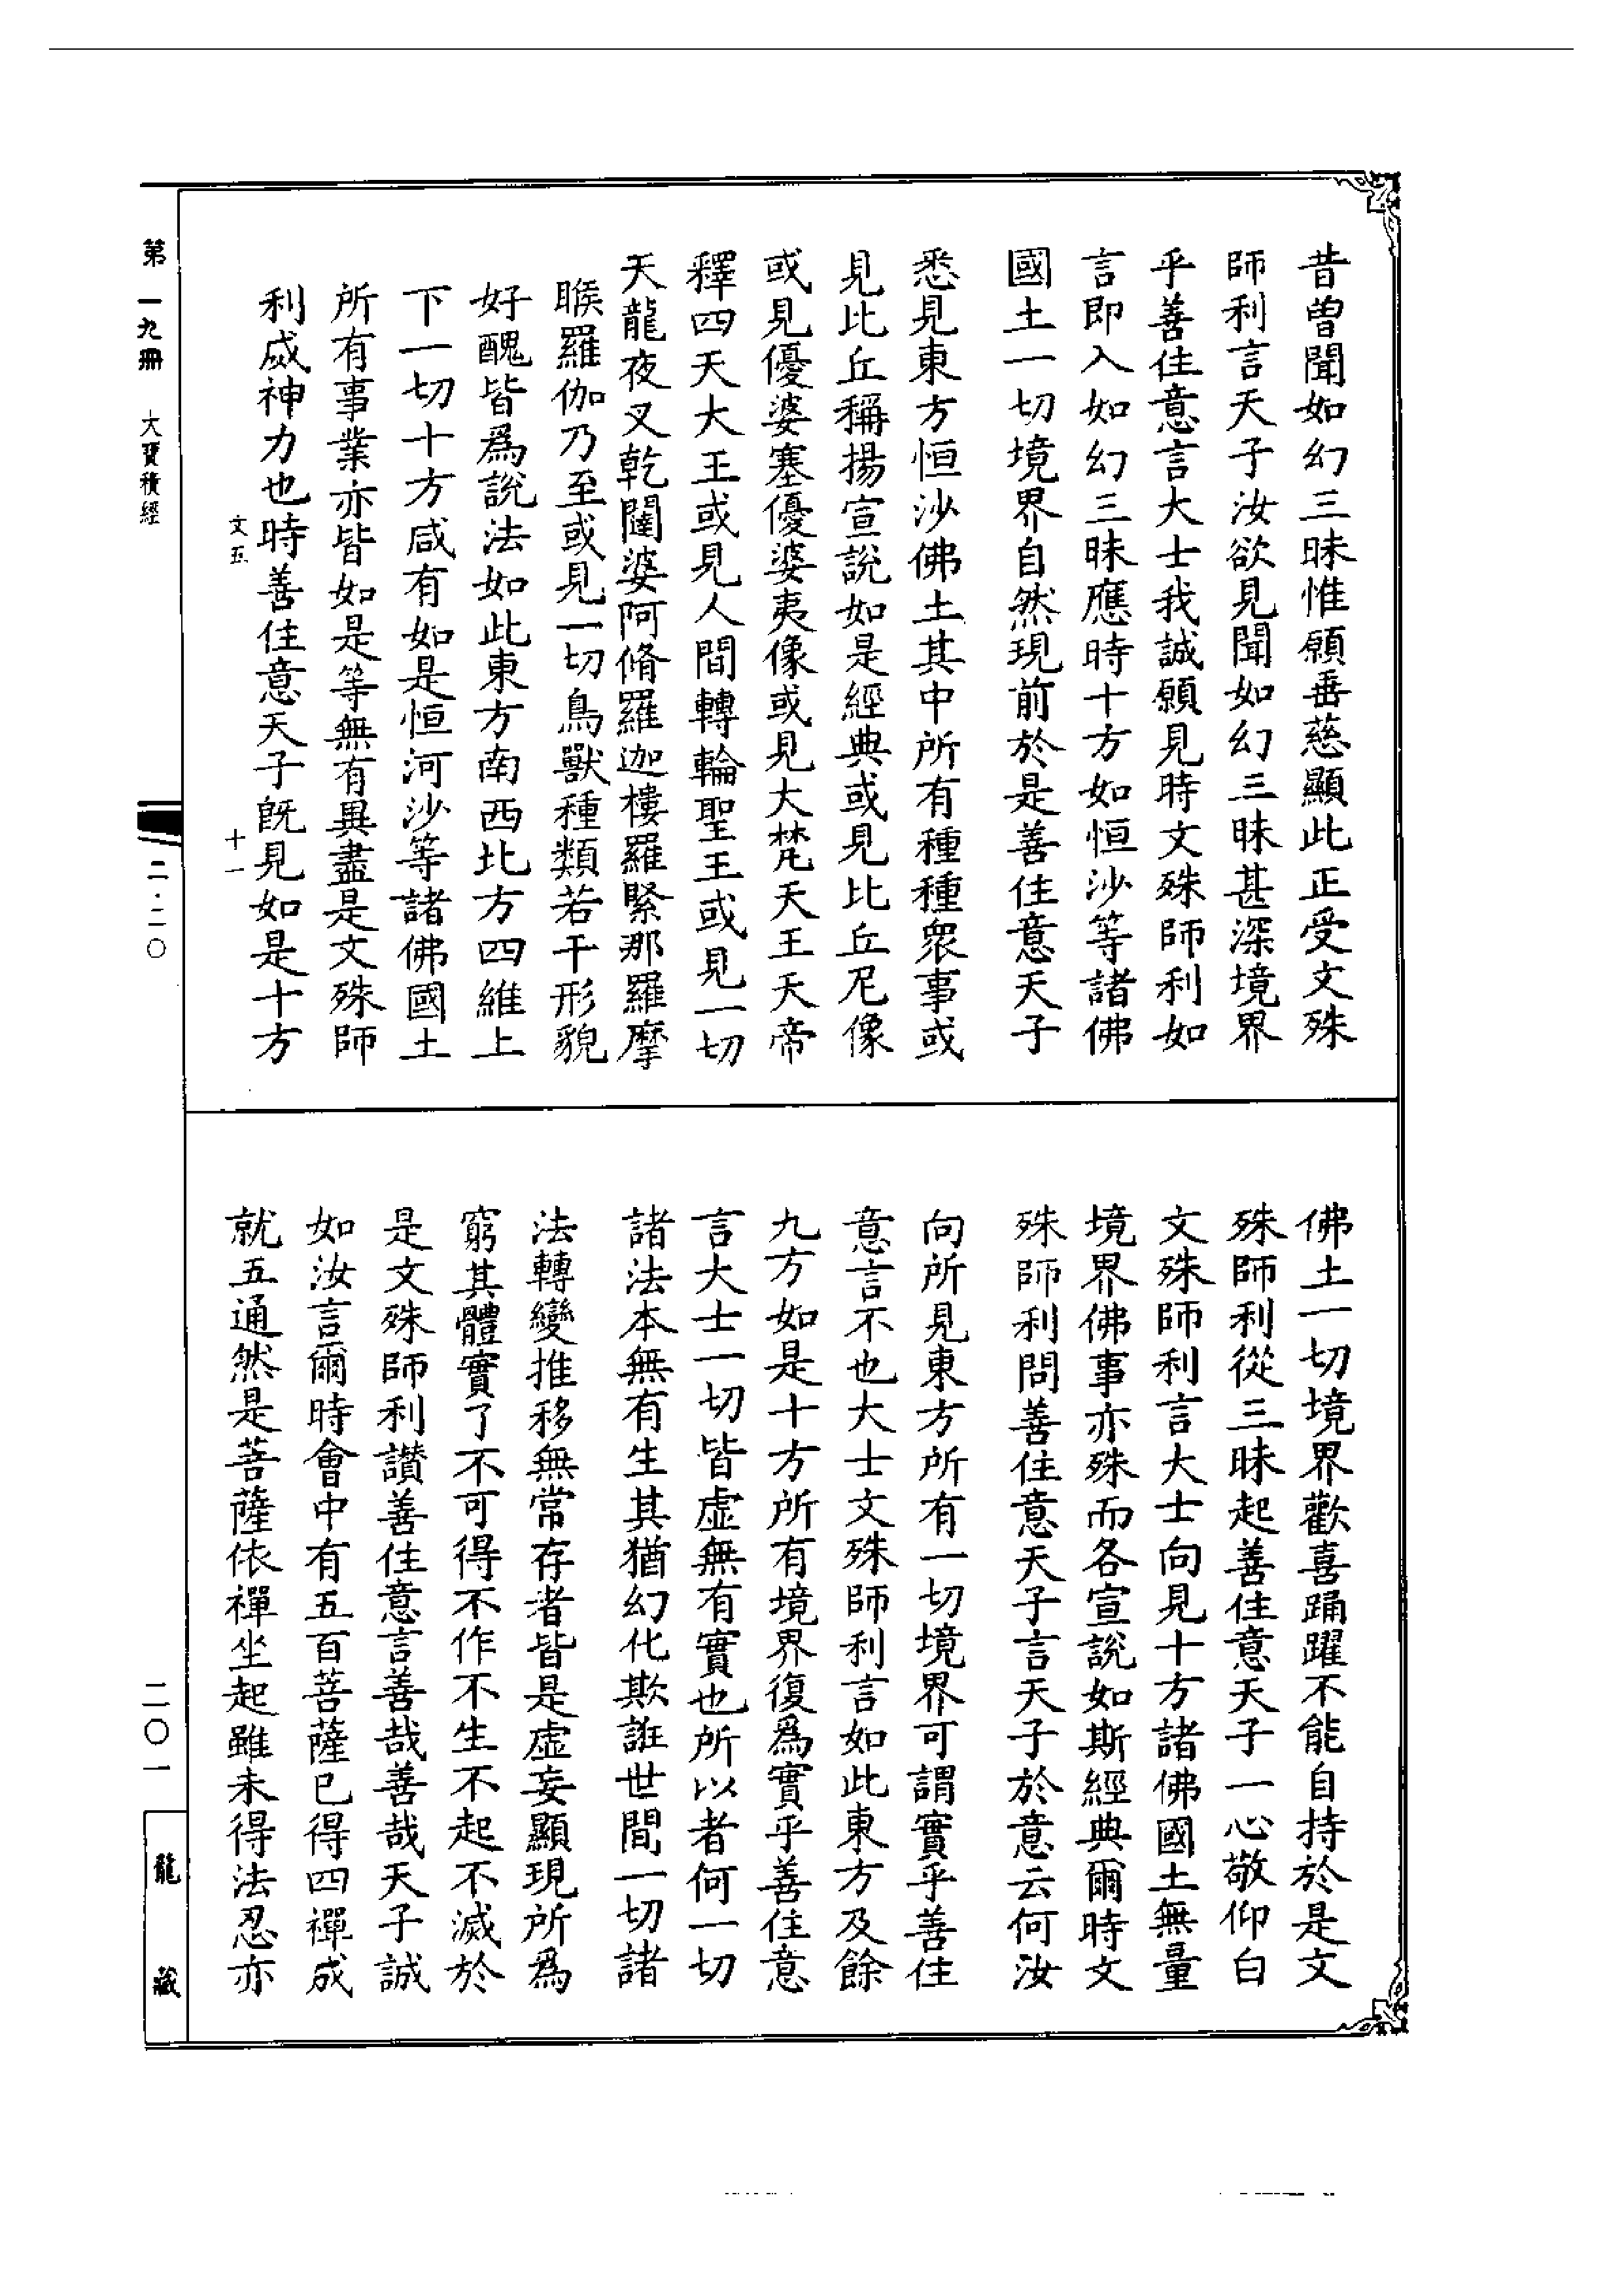 昔曾聞如幻三昧惟願垂慈顯此正受文殊
師利言天子汝欲見聞如幻三昧甚深境界
乎善住意言大士我誠願見時文殊師利如
言即入如幻三昧應時十方如恒沙等諸佛
國土一切境界自然現前於是善住意天子
悉見東方恒沙佛土其中所有種種眾事或
見比丘稱揚宣說如是經典或見比丘尼像
或見優婆塞優婆夷像或見大梵天王天帝
釋四天大王或見人間轉輪聖王或見一切
天龍夜叉乾闥婆阿脩羅迦樓羅緊那羅摩
睺羅伽乃至或見一切鳥獸種類若干形貌
好醜皆為說法如此東方南西北方四維上
下一切十方咸有如是恒河沙等諸佛國土
所有事業亦皆如是等無有異盡是文殊師
利威神力也時善住意天子既見如是十方
文五
十一
佛土一切境界歡喜踊躍不能自持於是文
殊師利從三昧起善住意天子一心敬仰白
文殊師利言大士向見十方諸佛國土無量
境界佛事亦殊而各宣說如斯經典爾時文
殊師利問善住意天子言天子於意云何汝
向所見東方所有一切境界可謂實乎善住
意言不也大士文殊師利言如此東方及餘
九方如是十方所有境界復為實乎善住意
言大士一切皆虛無有實也所以者何一切
諸法本無有生其猶幻化欺誑世間一切諸
法轉變推移無常存者皆是虛妄顯現所為
窮其體實了不可得不作不生不起不滅於
是文殊師利讚善住意言善哉善哉天子誠
如汝言爾時會中有五百菩薩已得四禪成
就五通然是菩薩依禪坐起雖未得法忍亦
第一九冊 大寶積經
二·二〇
二〇一
龍藏